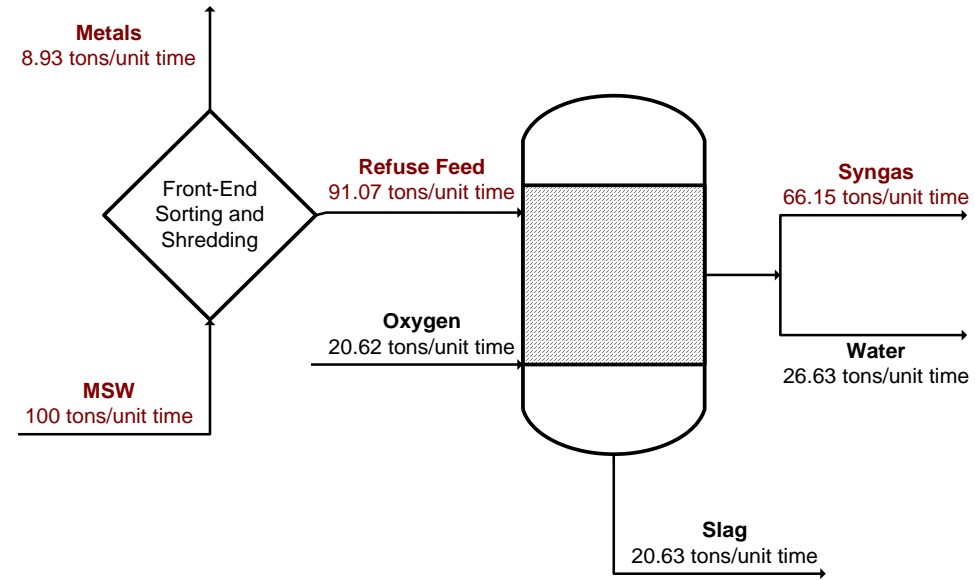 Metals
8.93 tons/unit time
Front-End
Sorting and
Shredding
Refuse Feed
91.07 tons/unit time
Syngas
66.15 tons/unit time
Oxygen
20.62 tons/unit time
Water
26.63 tons/unit time
MSW
100 tons/unit time
Slag
20.63 tons/unit time